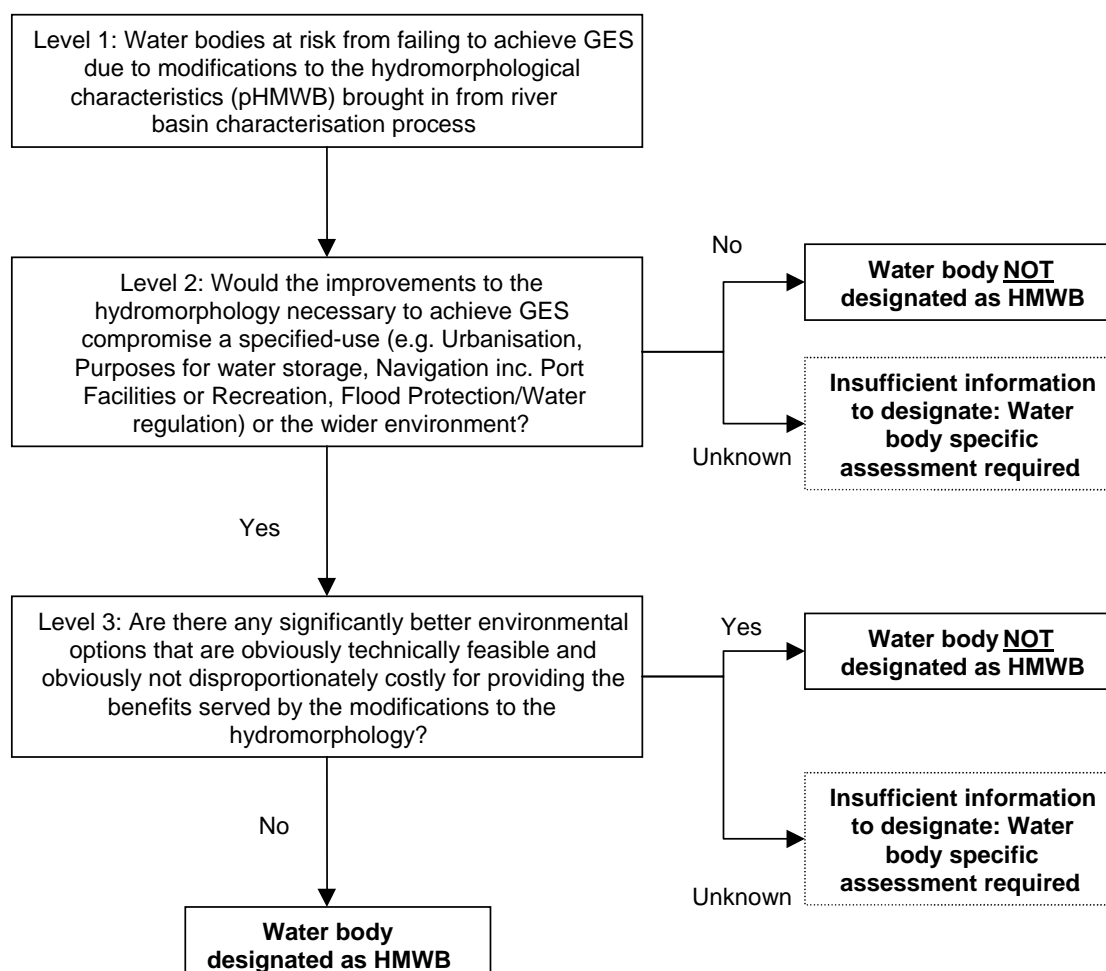 Level 1: Water bodies at risk from failing to achieve GES
due to modifications to the hydromorphological
characteristics (pHMWB) brought in from river
basin characterisation process
No
Water body NOT
designated as HMWB
Level 2: Would the improvements to the
hydromorphology necessary to achieve GES
compromise a specified-use (e.g. Urbanisation,
Purposes for water storage, Navigation inc. Port
Facilities or Recreation, Flood Protection/Water
regulation) or the wider environment?
Insufficient information
to designate: Water
body specific
assessment required
Unknown
Yes
Level 3: Are there any significantly better environmental
options that are obviously technically feasible and
obviously not disproportionately costly for providing the
benefits served by the modifications to the
hydromorphology?
Yes
Water body NOT
designated as HMWB
Insufficient information
to designate: Water
body specific
assessment required
Unknown
No
Water body
designated as HMWB